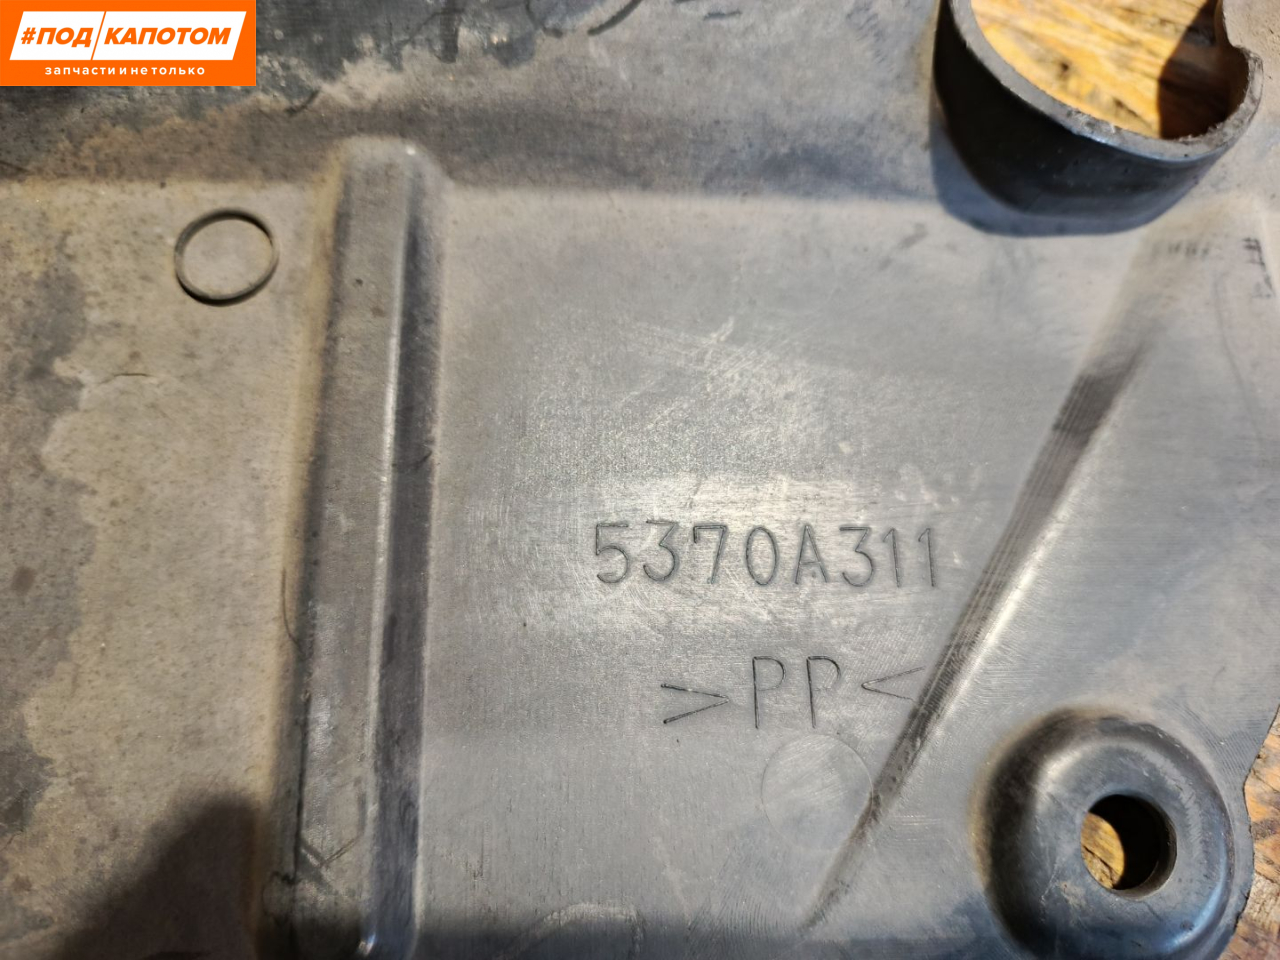 #ПОД КАПОТОМ
запчасти и не только
5370A311
>PP<